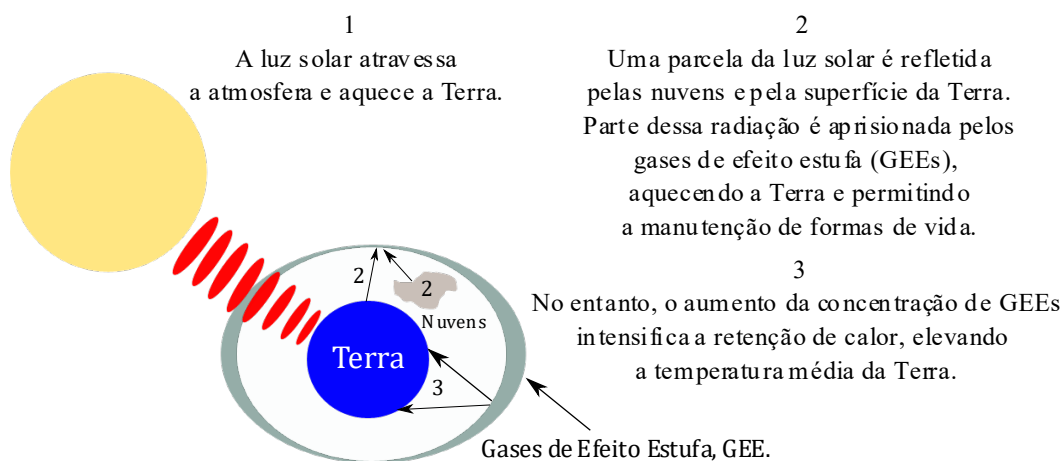 1
A luz solar atravessa
a atmosfera e aquece a Terra.
2
Uma parcela da luz solar é refletida
pelas nuvens e pela superfície da Terra.
Parte dessa radiação é aprisionada pelos
gases de efeito estufa (GEEs),
aquecendo a Terra e permitindo
a manutenção de formas de vida.
3
No entanto, o aumento da concentração de GEEs
intensifica a retenção de calor, elevando
a temperatura média da Terra.
2
2
Nuvens
Terra
3
Gases de Efeito Estufa, GEE.